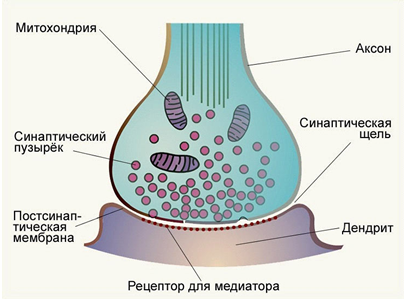 Митохондрия
Аксон
Синаптический
пузырёк
Синаптическая
щель
Постсинап-
тическая
мембрана
Дендрит
Рецептор для медиатора